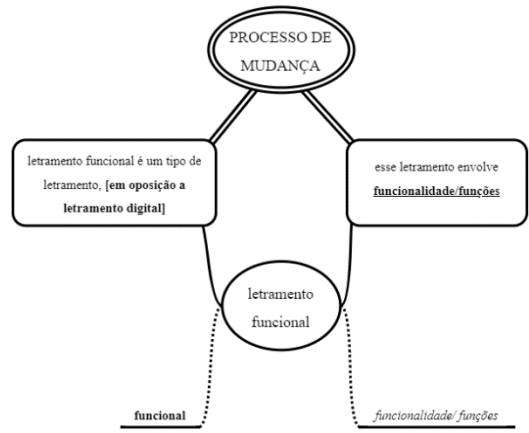 PROCESSO DE
MUDANÇA
letramento funcional é um tipo de
letramento, [em oposição a
letramento digital]
esse letramento envolve
funcionalidade/funções
letramento
funcional
funcional
funcionalidade/ funções